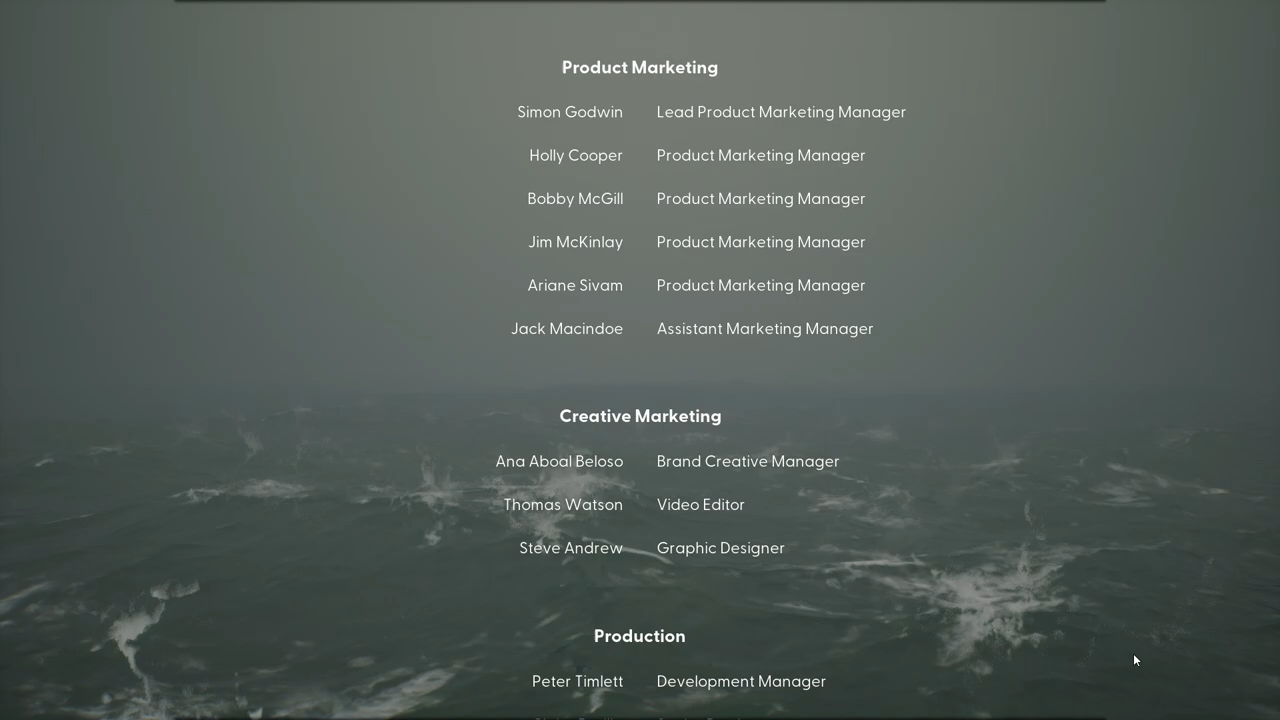 Product Marketing
Simon Godwin Lead Product Marketing Manager
Holly Cooper Product Marketing Manager
Bobby McGill Product Marketing Manager
Jim McKinlay Product Marketing Manager
Ariane Sivam Product Marketing Manager
Jack Macindoe Assistant Marketing Manager
Creative Marketing
Ana Aboal Beloso Brand Creative Manager
Thomas Watson Video Editor
Steve Andrew Graphic Designer
Production
Peter Timlett Development Manager